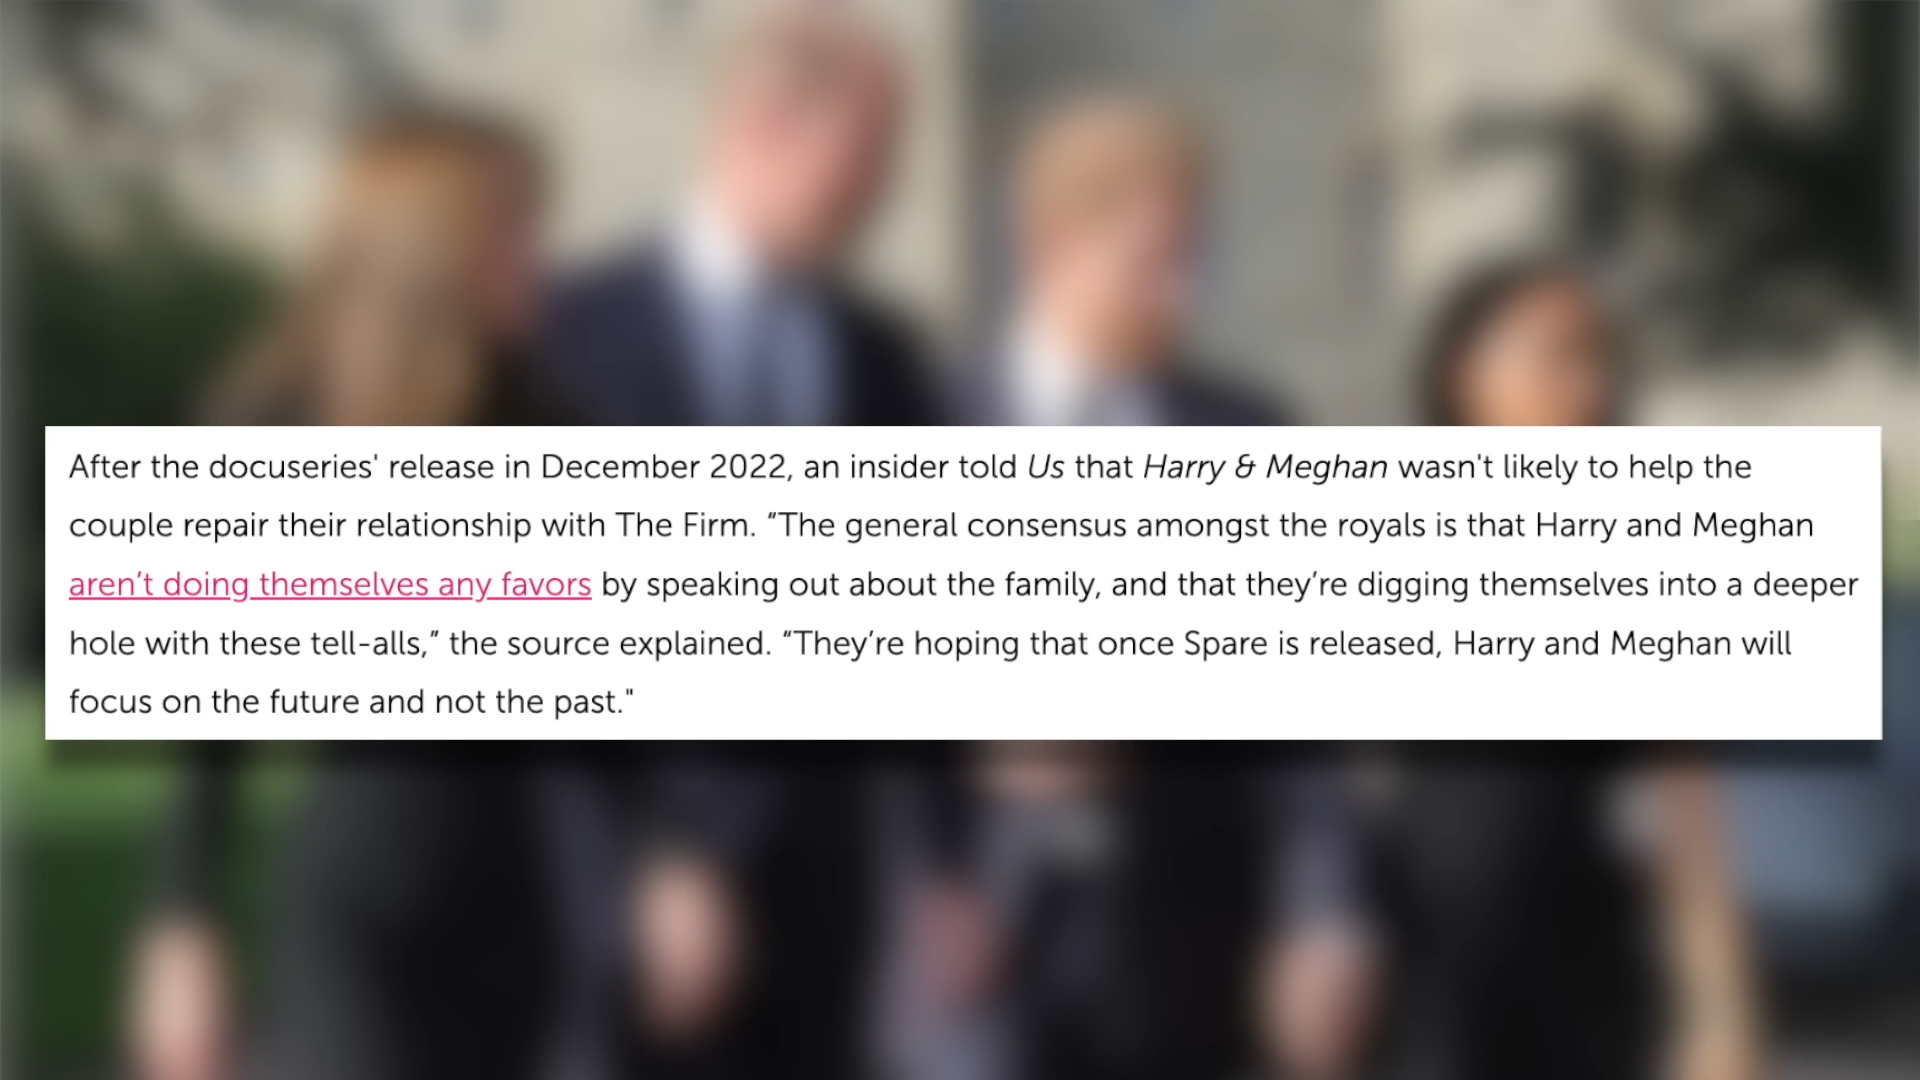 After the docuseries' release in December 2022, an insider told Us that Harry & Meghan wasn't likely to help the
couple repair their relationship with The Firm. “The general consensus amongst the royals is that Harry and Meghan
aren’t doing themselves any favors by speaking out about the family, and that they’re digging themselves into a deeper
hole with these tell-alls,” the source explained. “They’re hoping that once Spare is released, Harry and Meghan will
focus on the future and not the past."